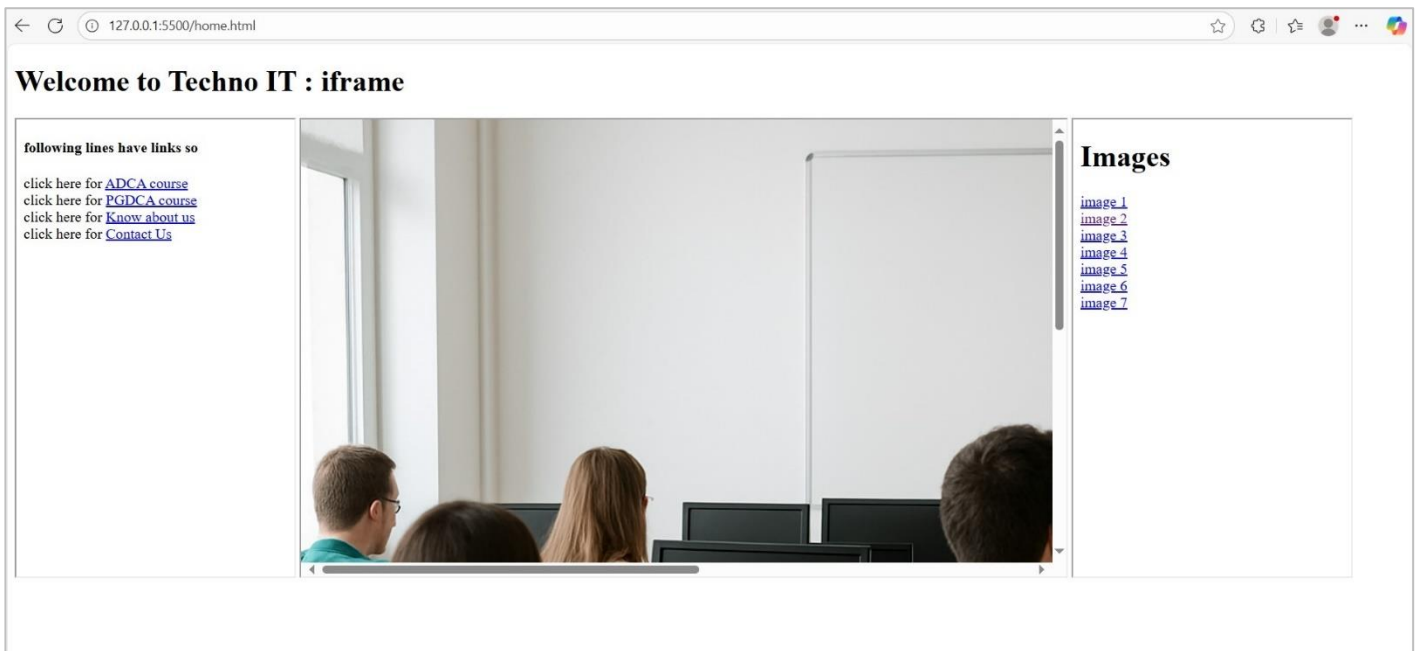 127.0.0.1:5500/home.html
Welcome to Techno IT : iframe
following lines have links so
click here for ADCA course
click here for PGDCA course
click here for Know about us
click here for Contact Us
Images
image 1
image 2
image 3
image 4
image 5
image 6
image 7